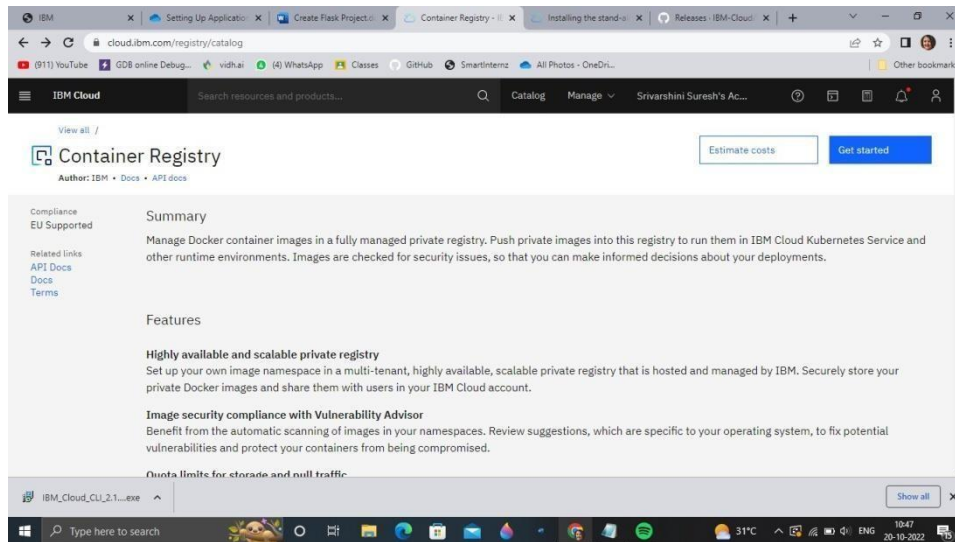 IBM
Setting Up Application
Create Flask Project.d
Container Registry - I
Installing the stand-a
Releases · IBM-Cloud
cloud.ibm.com/registry/catalog
(911) YouTube
GDB online Debug...
vidh.ai
(4) WhatsApp
Classes
GitHub
SmartInternz
All Photos - OneDri...
Other bookmark
IBM Cloud
Search resources and products...
Catalog
Manage
Srivarshini Suresh's Ac...
View all /
Container Registry
Author: IBM • Docs • API docs
Estimate costs
Get started
Compliance
EU Supported
Related links
API Docs
Docs
Terms
Summary
Manage Docker container images in a fully managed private registry. Push private images into this registry to run them in IBM Cloud Kubernetes Service and
other runtime environments. Images are checked for security issues, so that you can make informed decisions about your deployments.
Features
Highly available and scalable private registry
Set up your own image namespace in a multi-tenant, highly available, scalable private registry that is hosted and managed by IBM. Securely store your
private Docker images and share them with users in your IBM Cloud account.
Image security compliance with Vulnerability Advisor
Benefit from the automatic scanning of images in your namespaces. Review suggestions, which are specific to your operating system, to fix potential
vulnerabilities and protect your containers from being compromised.
Quota limits for storage and pull traffic
IBM_Cloud_CLI_2.1....exe
Show all
Type here to search
31°C
ENG
10:47
20-10-2022
15